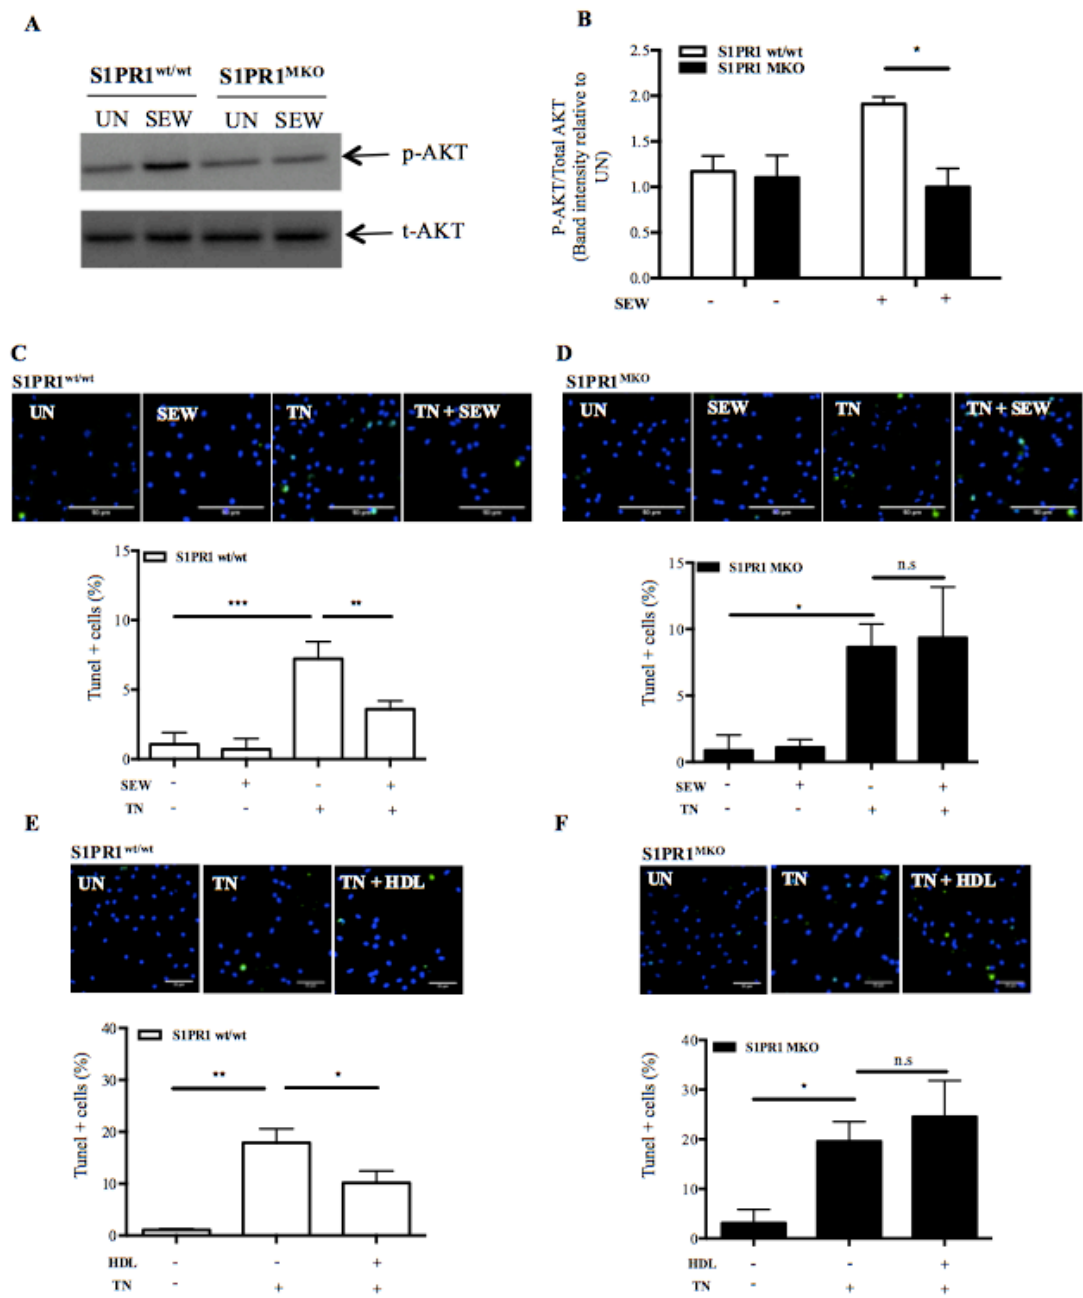 A
S1PR1wt/wt S1PR1MKO
UN SEW UN SEW
p-AKT
t-AKT
B
S1PR1 wt/wt
S1PR1 MKO
*
P-AKT/Total AKT
(Band intensity relative to
UN)
2.5
2.0
1.5
1.0
0.5
0.0
SEW - - + +
C
S1PR1wt/wt
UN SEW TN TN + SEW
S1PR1 wt/wt
*** **
Tunel + cells (%)
15
10
5
0
SEW - + - +
TN - - + +
D
S1PR1MKO
UN SEW TN TN + SEW
S1PR1 MKO
n.s
*
Tunel + cells (%)
15
10
5
0
SEW - + - +
TN - - + +
E
S1PR1wt/wt
UN TN TN + HDL
S1PR1 wt/wt
** *
Tunel + cells (%)
40
30
20
10
0
HDL - - +
TN - + +
F
S1PR1MKO
UN TN TN + HDL
S1PR1 MKO
n.s
*
Tunel + cells (%)
40
30
20
10
0
HDL - - +
TN - + +